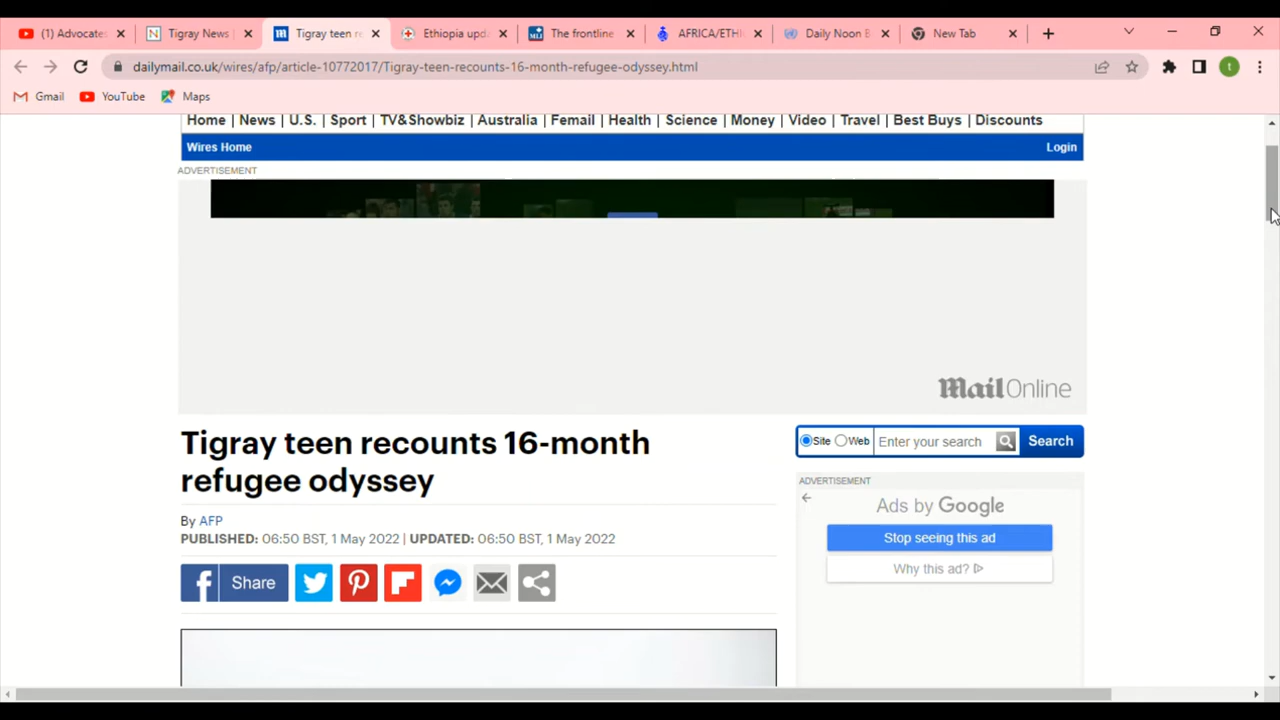 (1) Advocates
Tigray News
Tigray teen re
Ethiopia upda
The frontline
AFRICA/ETHI
Daily Noon B
New Tab
dailymail.co.uk/wires/afp/article-10772017/Tigray-teen-recounts-16-month-refugee-odyssey.html
t
Gmail
YouTube
Maps
Home | News | U.S. | Sport | TV&Showbiz | Australia | Femail | Health | Science | Money | Video | Travel | Best Buys | Discounts
Wires Home
Login
ADVERTISEMENT
MailOnline
Tigray teen recounts 16-month
refugee odyssey
Site Web Enter your search Search
By AFP
PUBLISHED: 06:50 BST, 1 May 2022 | UPDATED: 06:50 BST, 1 May 2022
Share
ADVERTISEMENT
Ads by Google
Stop seeing this ad
Why this ad?